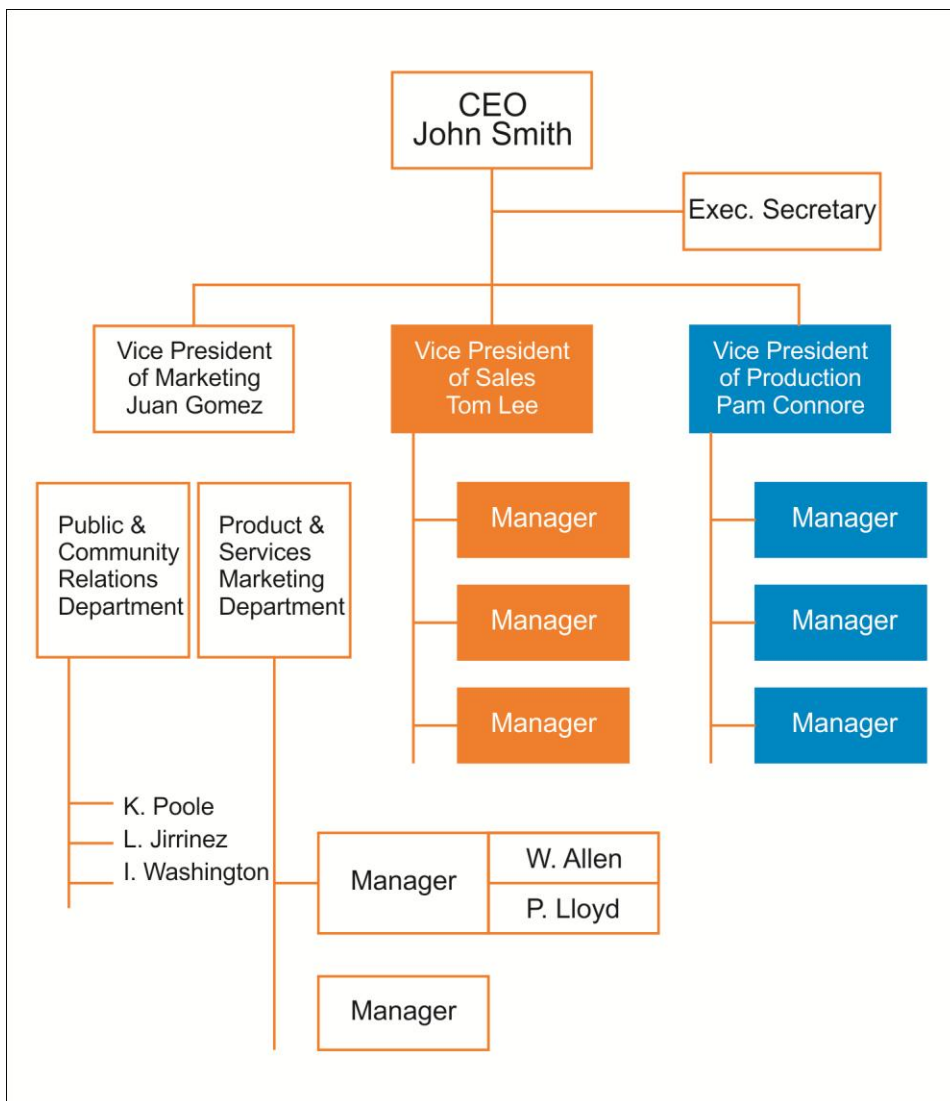 CEO
John Smith
Exec. Secretary
Vice President
of Marketing
Juan Gomez
Vice President
of Sales
Tom Lee
Vice President
of Production
Pam Connore
Public &
Community
Relations
Department
Product &
Services
Marketing
Department
Manager
Manager
Manager
Manager
Manager
Manager
K. Poole
L. Jirrinez
I. Washington
Manager
W. Allen
P. Lloyd
Manager